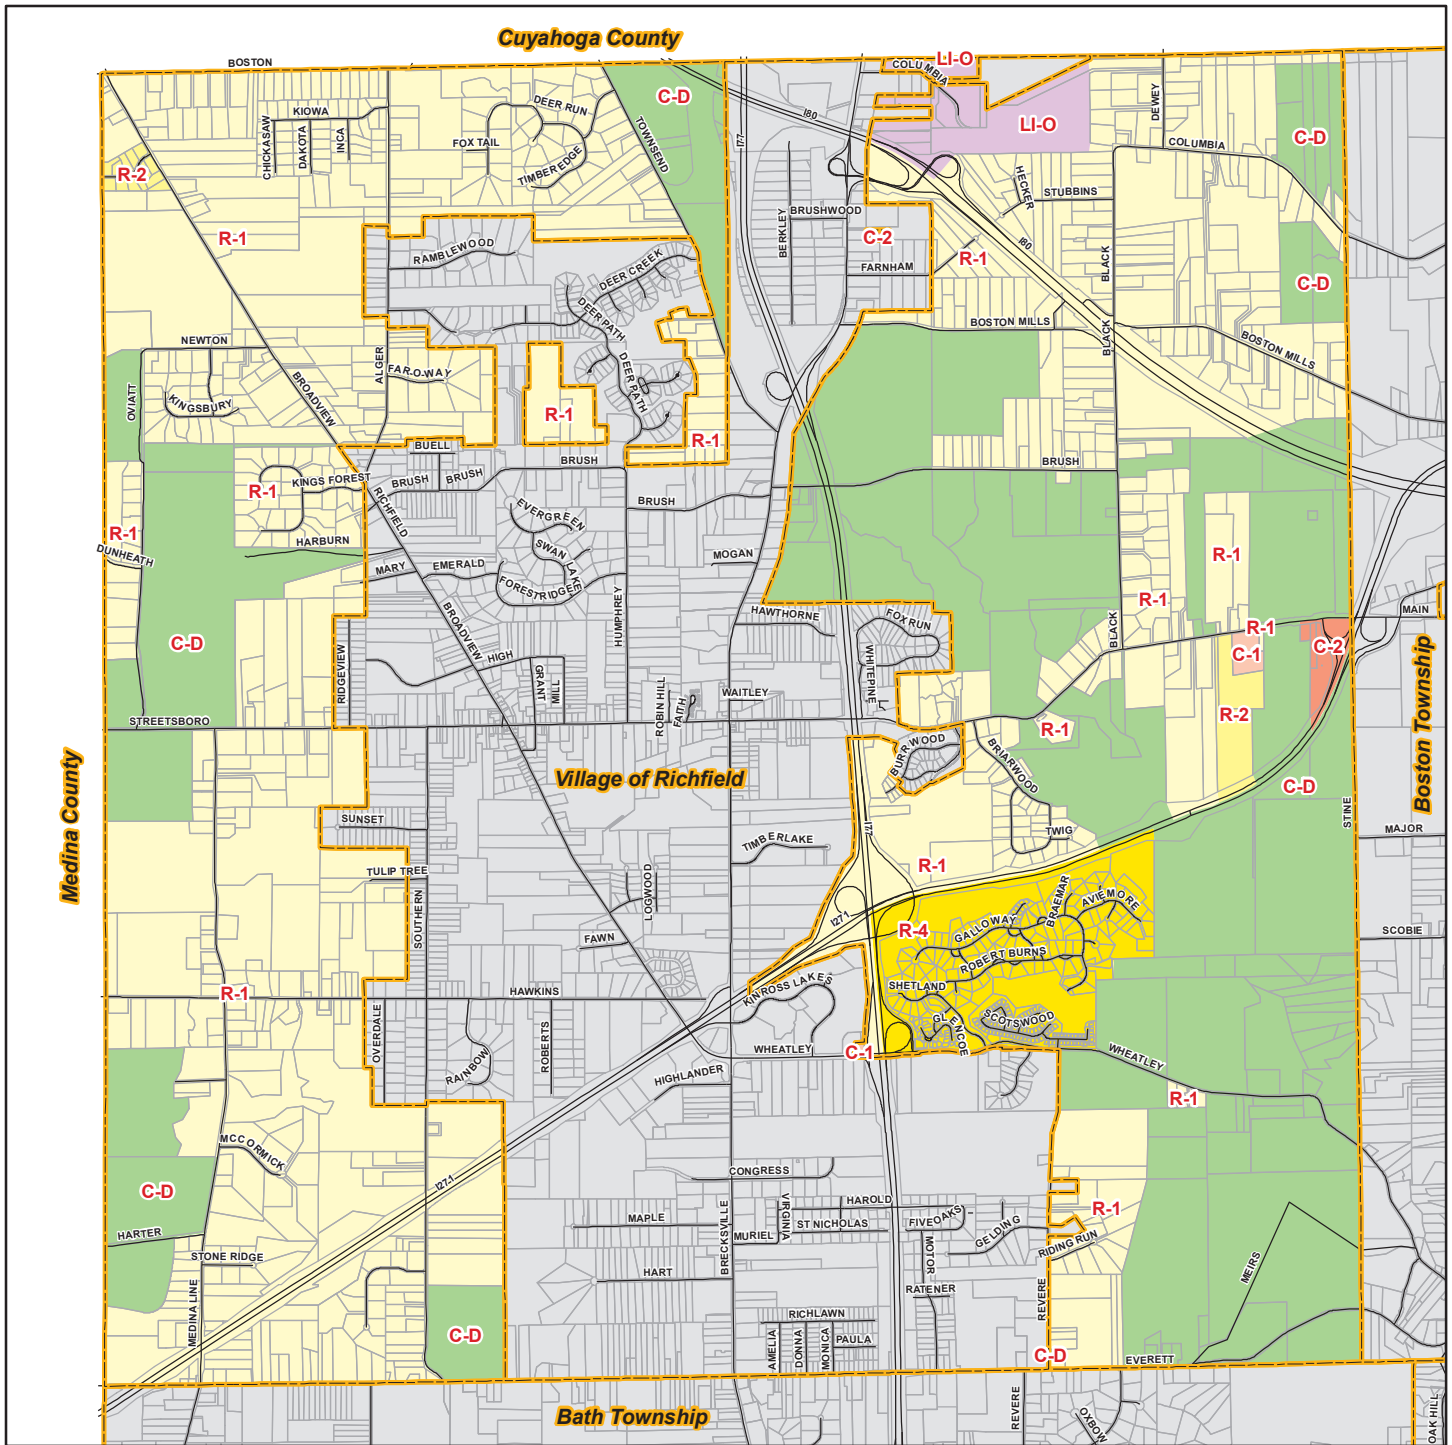 Cuyahoga County
BOSTON
LI-O
COLUMBIA
C-D
I80
I77
LI-O
DEWEY
COLUMBIA
C-D
KIOWA
CHICKASAW
DAKOTA
INCA
DEER RUN
FOX TAIL
TIMBEREDGE
TOWNSEND
R-2
R-1
HECKER
STUBBINS
BERKLEY
BRUSHWOOD
C-2
FARNHAM
R-1
I80
BLACK
C-D
RAMBLEWOOD
DEER CREEK
DEER PATH
DEER PATH
BOSTON MILLS
BLACK
BOSTON MILLS
NEWTON
OVIATT
KINGSBURY
BROADVIEW
ALGER
FAR-O-WAY
R-1
R-1
BUELL
BRUSH
BRUSH
BRUSH
BRUSH
BRUSH
KINGS FOREST
R-1
RICHFIELD
R-1
DUNHEATH
HARBURN
EVERGREEN
SWAN LAKE
FORESTRIDGE
MARY
EMERALD
MOGAN
HUMPHREY
BROADVIEW
HAWTHORNE
FOX RUN
WHITEPINE
R-1
R-1
BLACK
R-1
C-1
C-2
MAIN
C-D
RIDGEVIEW
HIGH
GRANT
MILL
ROBIN HILL
FAITH
WAITLEY
R-2
R-1
STREETSBORO
Boston Township
Medina County
Village of Richfield
BURRWOOD
BRIARWOOD
TWIG
C-D
STINE
MAJOR
SUNSET
TULIP TREE
SOUTHERN
LOGWOOD
TIMBERLAKE
I77
R-1
FAWN
I271
R-4
GALLOWAY
BRAEMAR
AVIEMORE
ROBERT BURNS
SCOBIE
SHETLAND
GLENCOE
SCOTSWOOD
R-1
HAWKINS
KINROSS LAKES
OVERDALE
RAINBOW
ROBERTS
WHEATLEY
C-1
WHEATLEY
HIGHLANDER
R-1
MCCORMICK
C-D
I271
CONGRESS
HARTER
STONE RIDGE
MEDINA LINE
MAPLE
HART
BRECKSVILLE
MURIEL
VIRGINIA
HAROLD
ST NICHOLAS
FIVEOAKS
MOTOR
GELDING
RATENER
R-1
RIDING RUN
REVERE
MEIRS
C-D
RICHLAWN
AMELIA
DONNA
MONICA
PAULA
C-D
EVERETT
Bath Township
REVERE
OXBOW
OAK HILL